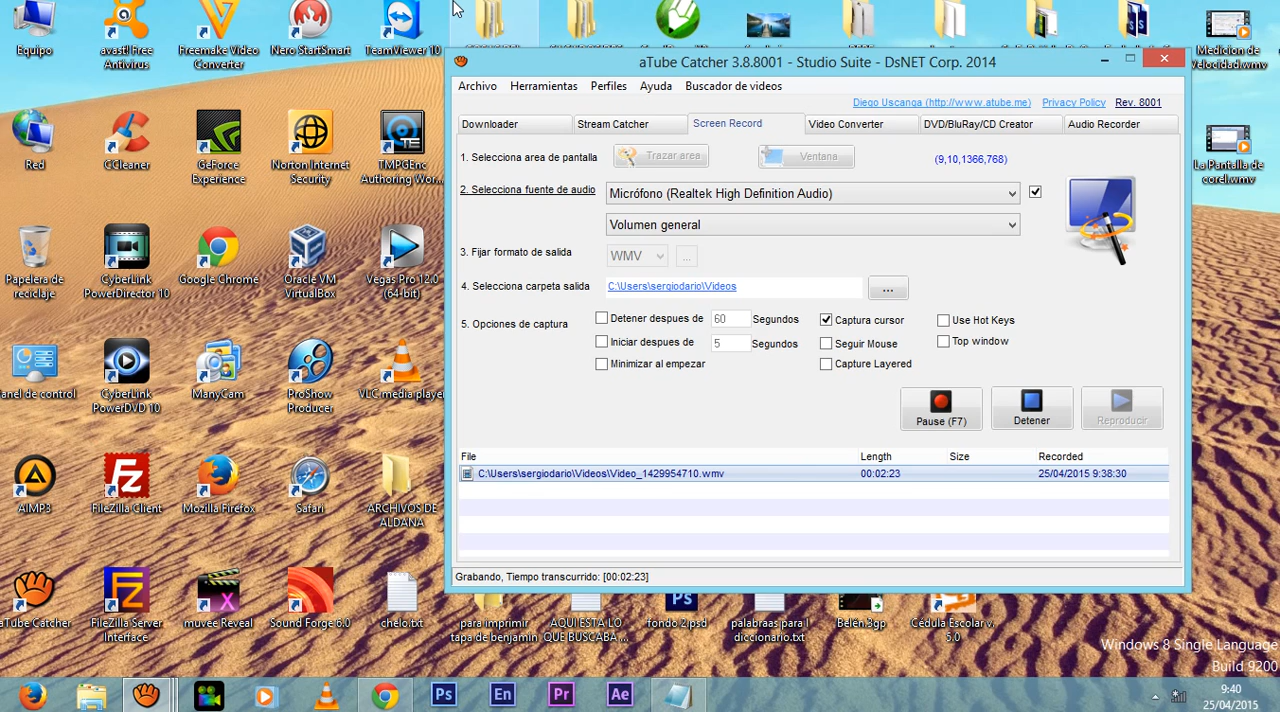 Equipo
avast! Free
Antivirus
Freemake Video
Converter
Nero StartSmart
TeamViewer 10
Medicion de
Velocidad.wmv
aTube Catcher 3.8.8001 - Studio Suite - DsNET Corp. 2014
Archivo Herramientas Perfiles Ayuda Buscador de videos
Diego Uscanga (http://www.atube.me) Privacy Policy Rev. 8001
Downloader Stream Catcher Screen Record Video Converter DVD/BluRay/CD Creator Audio Recorder
1. Selecciona area de pantalla Trazar area Ventana (9,10,1366,768)
2. Selecciona fuente de audio Micrófono (Realtek High Definition Audio)
Volumen general
3. Fijar formato de salida WMV ...
4. Selecciona carpeta salida C:\Users\sergiodario\Videos ...
5. Opciones de captura
Detener despues de 60 Segundos Captura cursor Use Hot Keys
Iniciar despues de 5 Segundos Seguir Mouse Top window
Minimizar al empezar Capture Layered
Pause (F7) Detener Reproducir
File Length Size Recorded
C:\Users\sergiodario\Videos\Video_1429954710.wmv 00:02:23 25/04/2015 9:38:30
Grabando, Tiempo transcurrido: [00:02:23]
Red
CCleaner
GeForce
Experience
Norton Internet
Security
TMPGEnc
Authoring Wor...
La Pantalla de
corel.wmv
Papelera de
reciclaje
CyberLink
PowerDirector 10
Google Chrome
Oracle VM
VirtualBox
Vegas Pro 12.0
(64-bit)
anel de control
CyberLink
PowerDVD 10
ManyCam
ProShow
Producer
VLC media player
AIMP3
FileZilla Client
Mozilla Firefox
Safari
ARCHIVOS DE
ALDANA
aTube Catcher
FileZilla Server
Interface
muvee Reveal
Sound Forge 6.0
chelo.txt
para imprimir
tapa de benjamin
AQUI ESTA LO
QUE BUSCABA ...
Ps
fondo 2.psd
palabraas para l
diccionario.txt
Belen.3gp
Cédula Escolar v.
5.0
Windows 8 Single Language
Build 9200
Ps En Pr Ae
9:40
25/04/2015